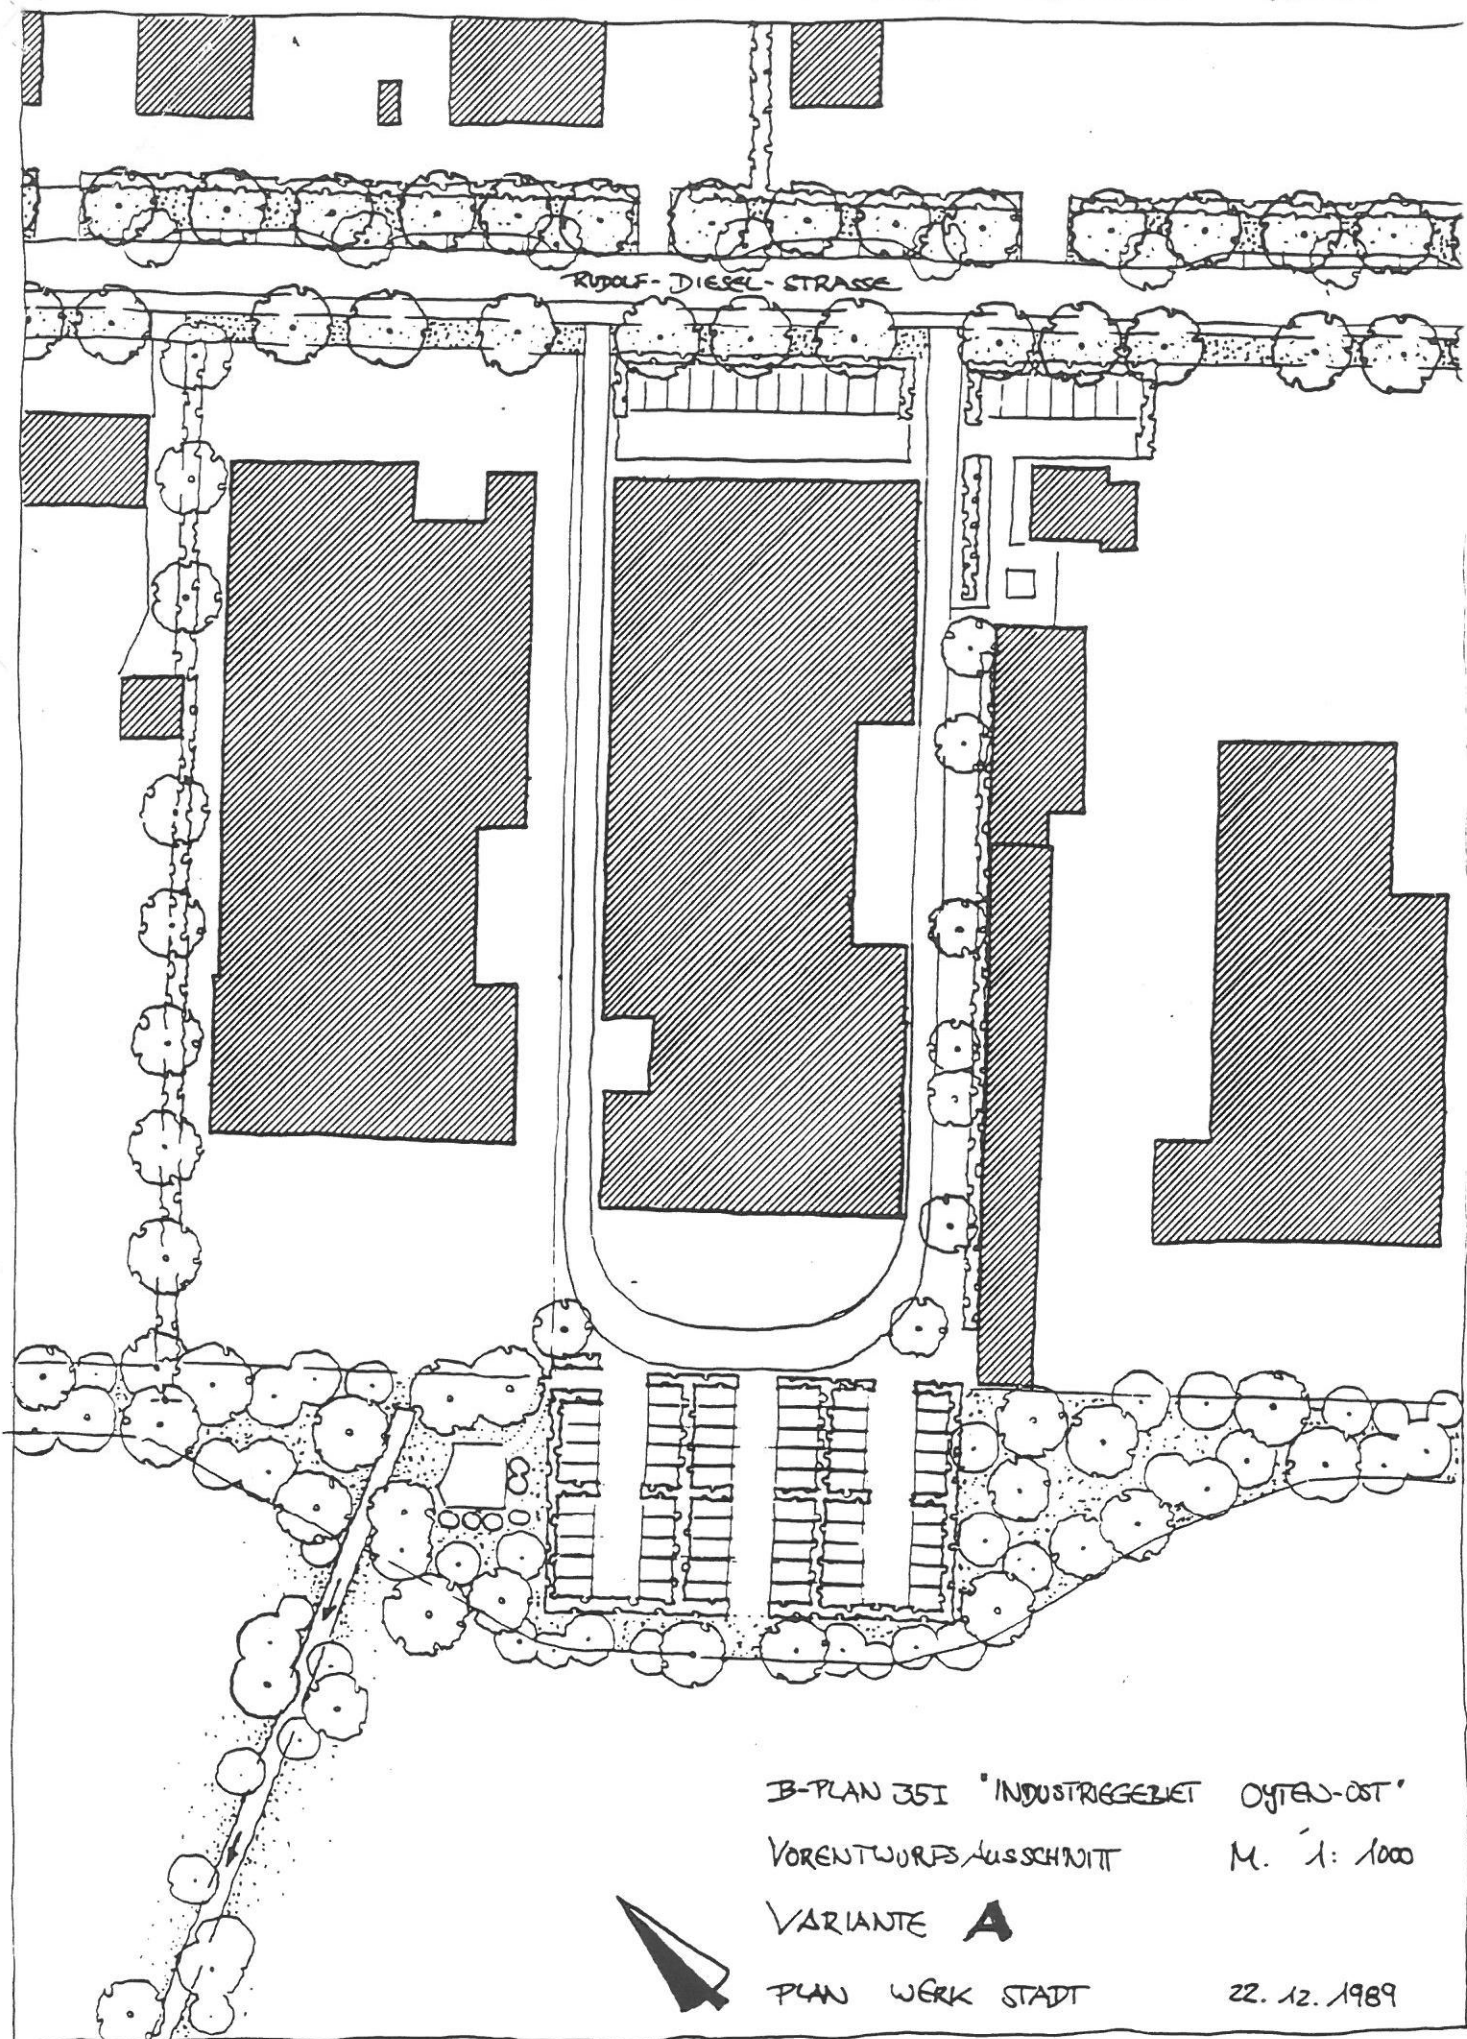 RUDOLF-DIESEL-STRASSE
B-PLAN 35I "INDUSTRIEGEBIET OYTEN-OST"
VORENTWURFSAUSSCHNITT M. 1:1000
VARIANTE A
PLAN WERK STADT 22.12.1989